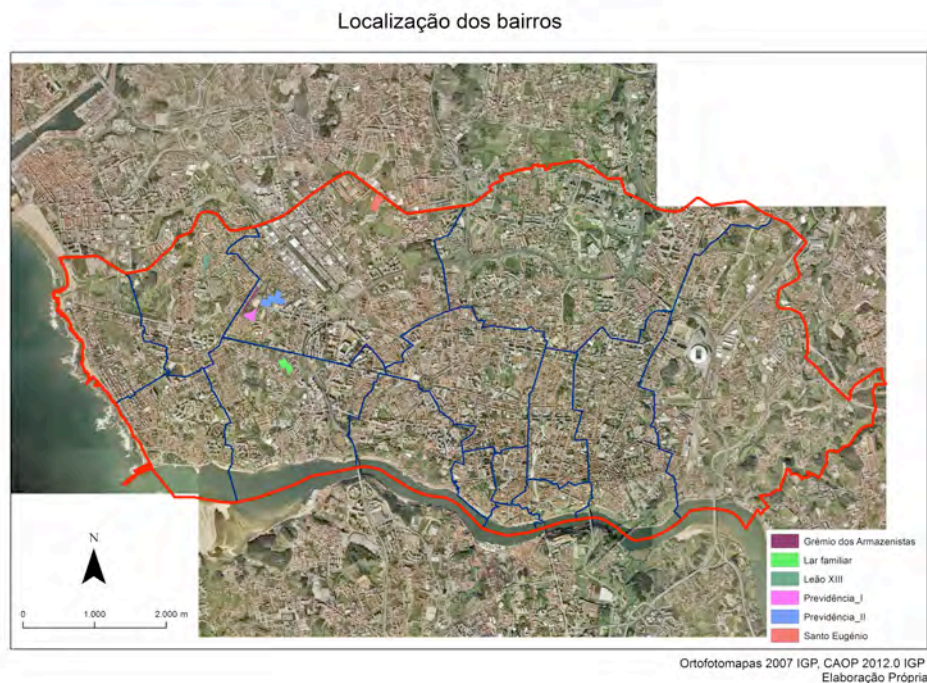 Localização dos bairros
N
0 1.000 2.000 m
Grémio dos Armazenistas
Lar familiar
Leão XIII
Previdência_I
Previdência_II
Santo Eugénio
Ortofotomapas 2007 IGP, CAOP 2012.0 IGP
Elaboração Própria